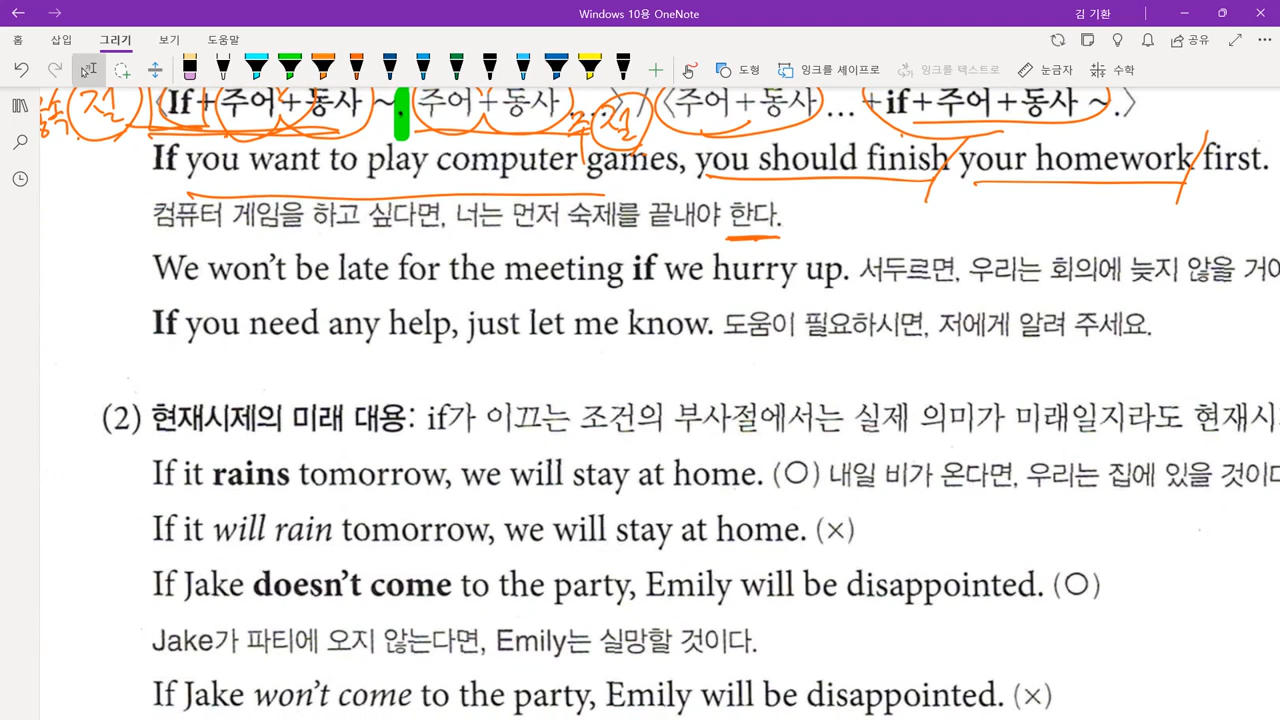 Windows 10용 OneNote
김 기환
홈 삽입 그리기 보기 도움말
공유
도형 잉크를 셰이프로 잉크를 텍스트로 눈금자 수학
절 〈If+주어+동사 ~, 주어+동사 …〉 / 〈주어+동사 … +if+주어+동사 ~.〉
절
If you want to play computer games, you should finish your homework first.
컴퓨터 게임을 하고 싶다면, 너는 먼저 숙제를 끝내야 한다.
We won't be late for the meeting if we hurry up. 서두르면, 우리는 회의에 늦지 않을 거
If you need any help, just let me know. 도움이 필요하시면, 저에게 알려 주세요.
(2) 현재시제의 미래 대용: if가 이끄는 조건의 부사절에서는 실제 의미가 미래일지라도 현재시
If it rains tomorrow, we will stay at home. (○) 내일 비가 온다면, 우리는 집에 있을 것이
If it will rain tomorrow, we will stay at home. (×)
If Jake doesn't come to the party, Emily will be disappointed. (○)
Jake가 파티에 오지 않는다면, Emily는 실망할 것이다.
If Jake won't come to the party, Emily will be disappointed. (×)